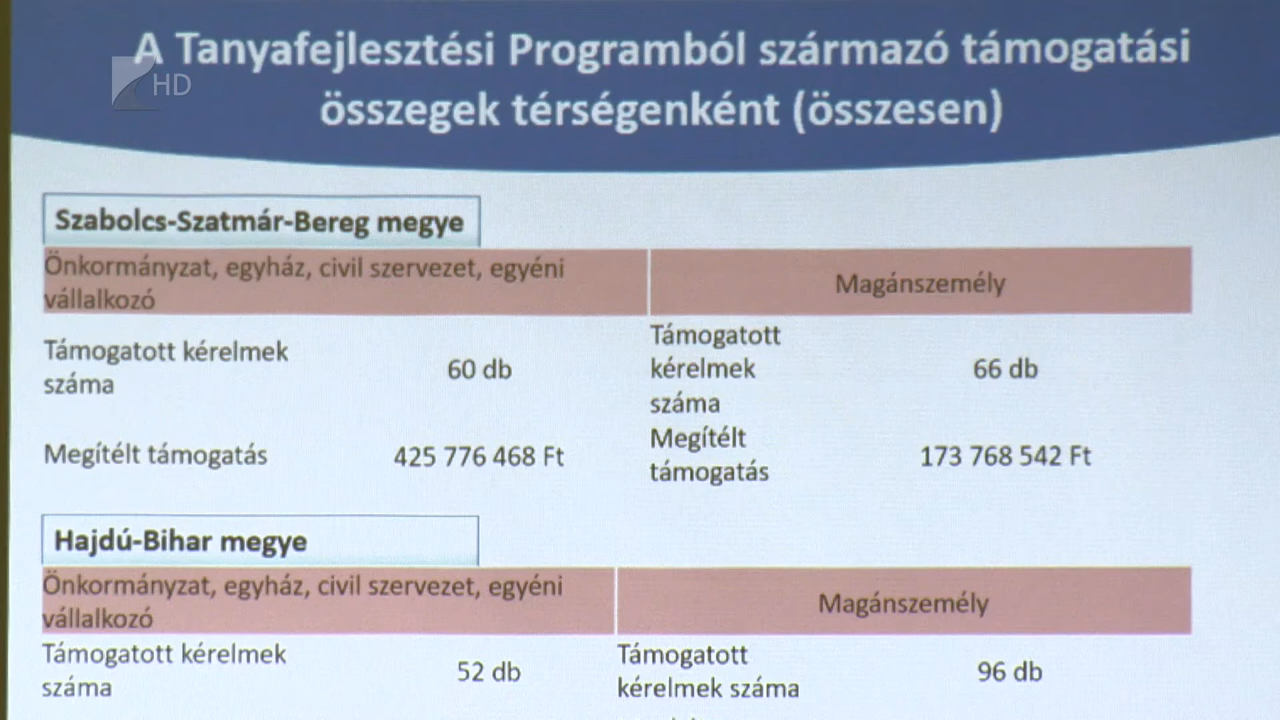 A Tanyafejlesztési Programból származó támogatási
HD
összegek térségenként (összesen)
Szabolcs-Szatmár-Bereg megye
Önkormányzat, egyház, civil szervezet, egyéni
vállalkozó
Magánszemély
Támogatott kérelmek
száma
60 db
Támogatott
kérelmek
száma
66 db
Megítélt támogatás
425 776 468 Ft
Megítélt
támogatás
173 768 542 Ft
Hajdú-Bihar megye
Önkormányzat, egyház, civil szervezet, egyéni
vállalkozó
Magánszemély
Támogatott kérelmek
száma
52 db
Támogatott
kérelmek száma
96 db